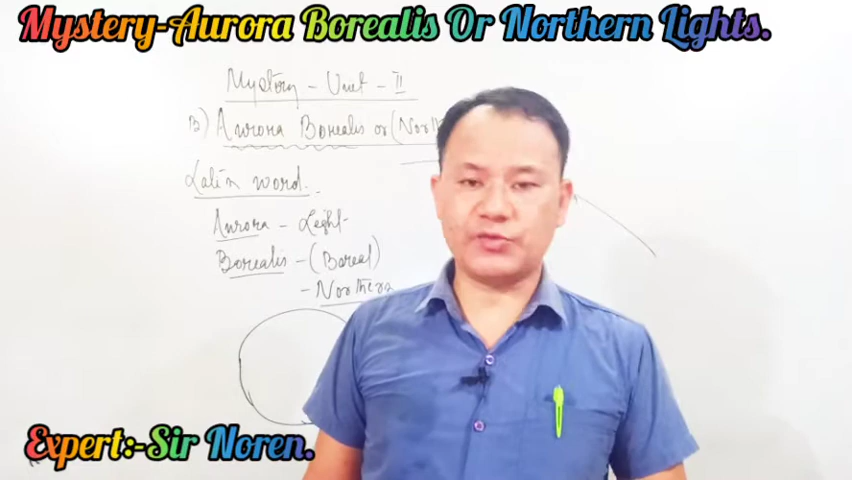 Mystery-Aurora Borealis Or Northern Lights.
Mystery - Unit - II
B) Aurora Borealis or (North
Latin word.
Aurora - Light
Borealis - (Boreal)
- Northern
Expert:-Sir Noren.